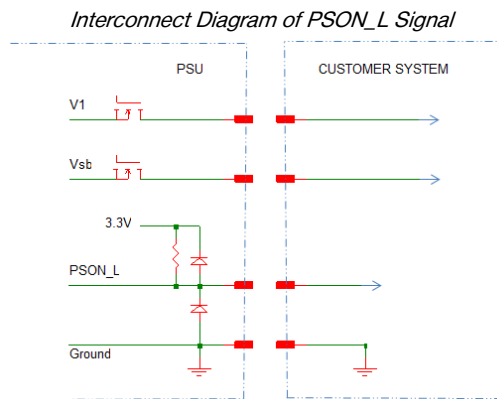 Interconnect Diagram of PSON_L Signal
PSU
CUSTOMER SYSTEM
V1
Vsb
3.3V
PSON_L
Ground